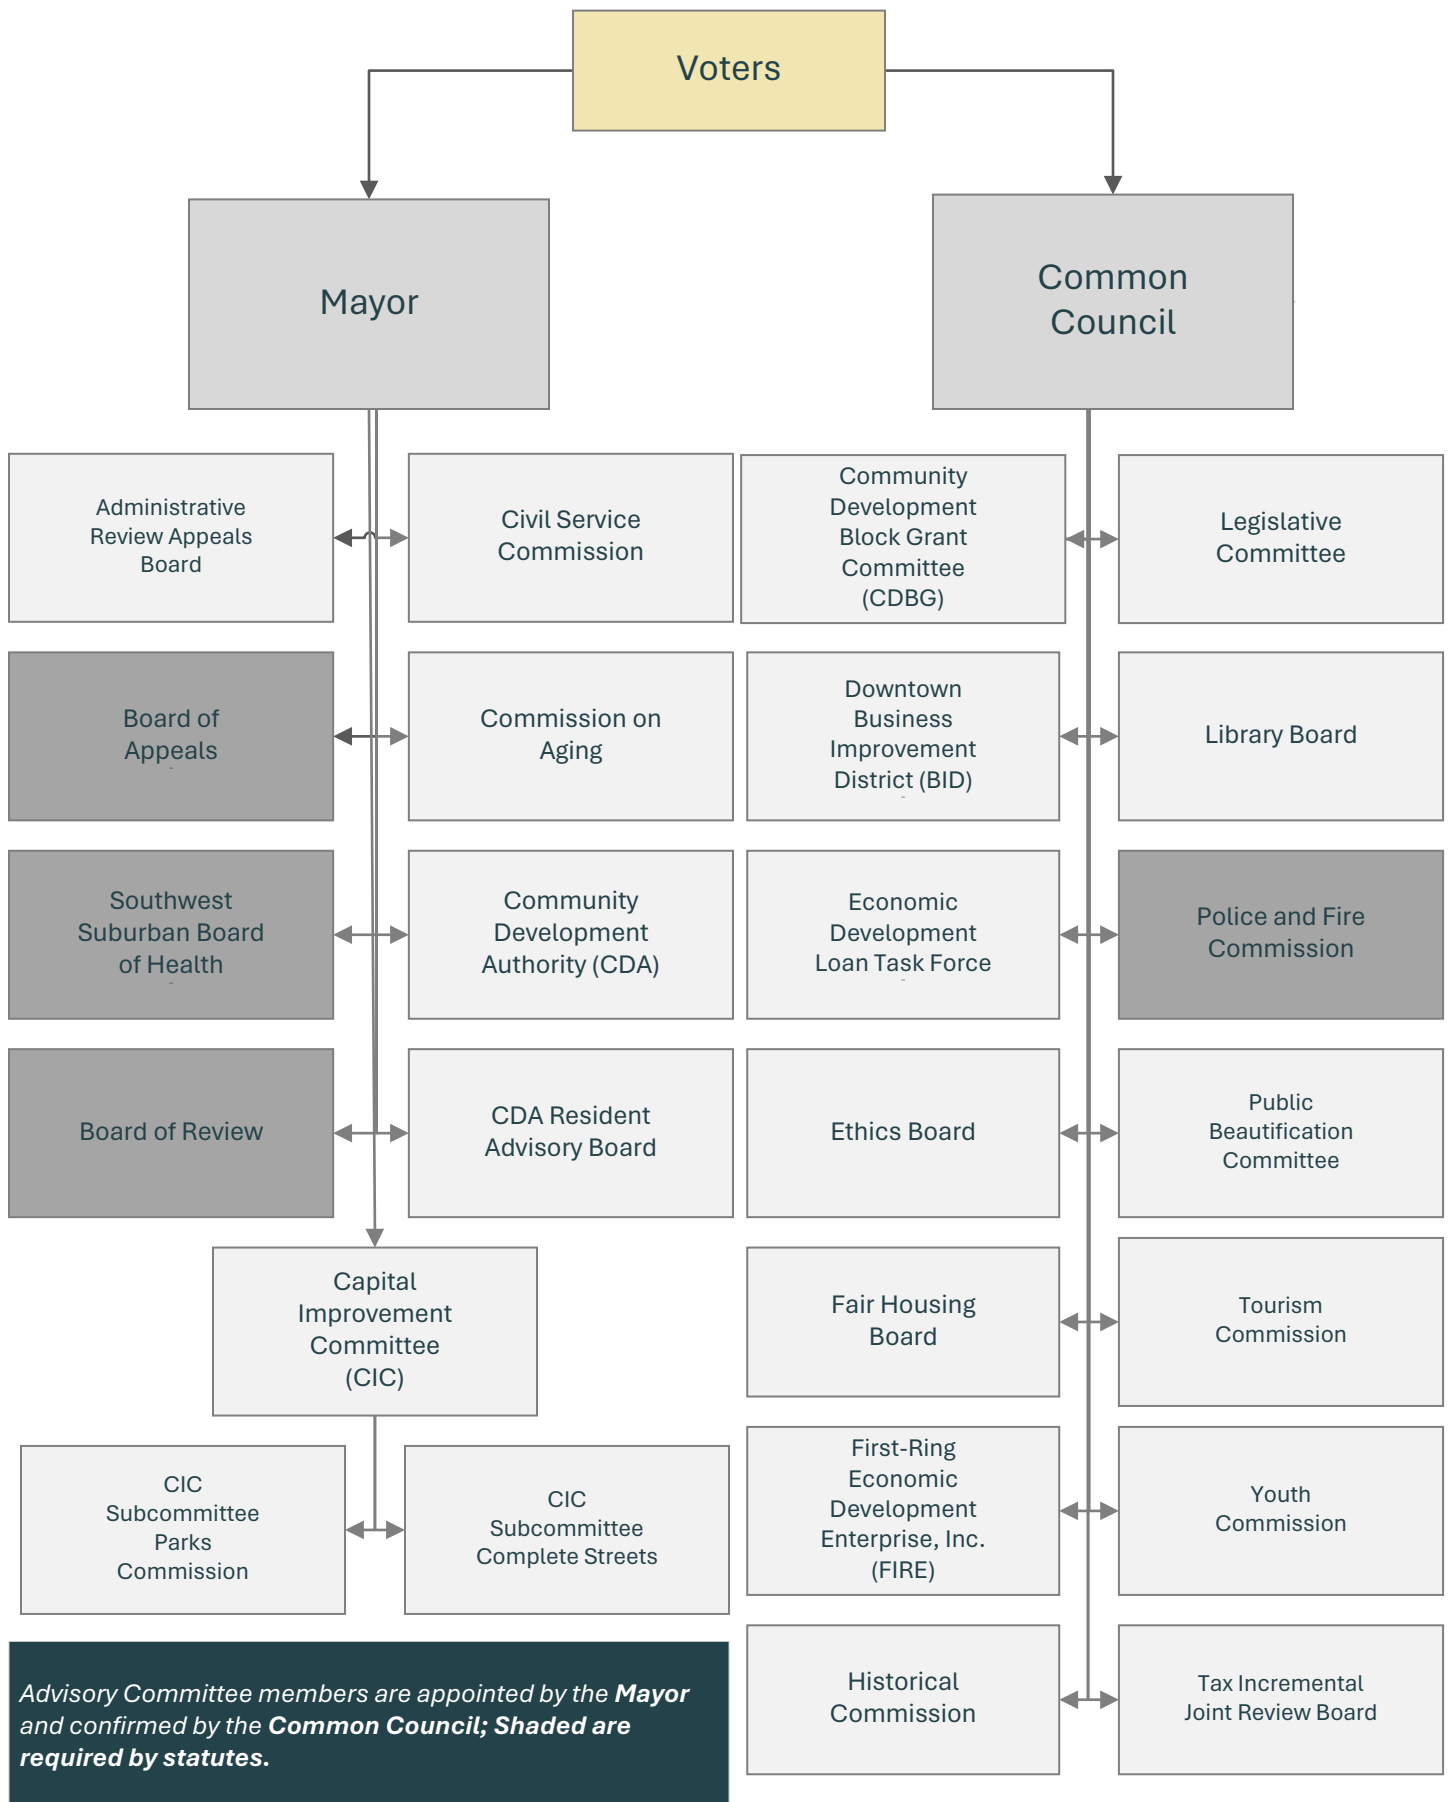 Voters
Mayor
Common
Council
Administrative
Review Appeals
Board
Civil Service
Commission
Community
Development
Block Grant
Committee
(CDBG)
Legislative
Committee
Board of
Appeals
Commission on
Aging
Downtown
Business
Improvement
District (BID)
Library Board
Southwest
Suburban Board
of Health
Community
Development
Authority (CDA)
Economic
Development
Loan Task Force
Police and Fire
Commission
Board of Review
CDA Resident
Advisory Board
Ethics Board
Public
Beautification
Committee
Capital
Improvement
Committee
(CIC)
Fair Housing
Board
Tourism
Commission
CIC
Subcommittee
Parks
Commission
CIC
Subcommittee
Complete Streets
First-Ring
Economic
Development
Enterprise, Inc.
(FIRE)
Youth
Commission
Historical
Commission
Tax Incremental
Joint Review Board
Advisory Committee members are appointed by the Mayor
and confirmed by the Common Council; Shaded are
required by statutes.